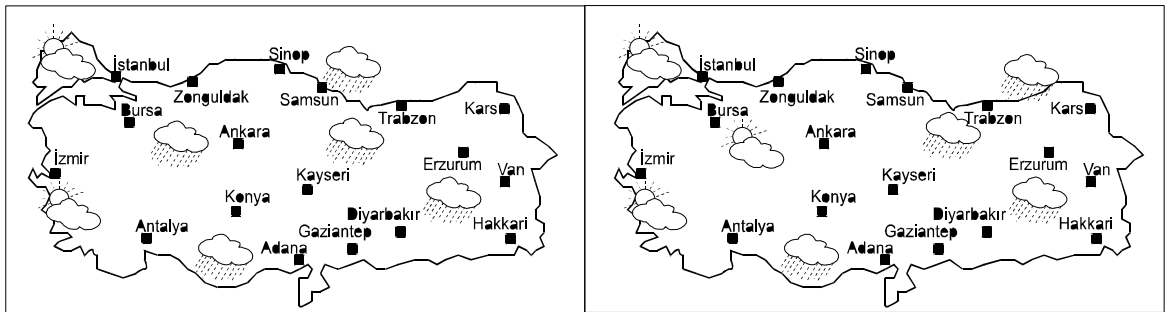 İstanbul
Sinop
Zonguldak
Samsun
Bursa
Trabzon
Kars
Ankara
İzmir
Erzurum
Kayseri
Van
Konya
Diyarbakır
Antalya
Gaziantep
Hakkari
Adana
İstanbul
Sinop
Zonguldak
Samsun
Bursa
Trabzon
Kars
Ankara
İzmir
Erzurum
Kayseri
Van
Konya
Diyarbakır
Antalya
Gaziantep
Hakkari
Adana